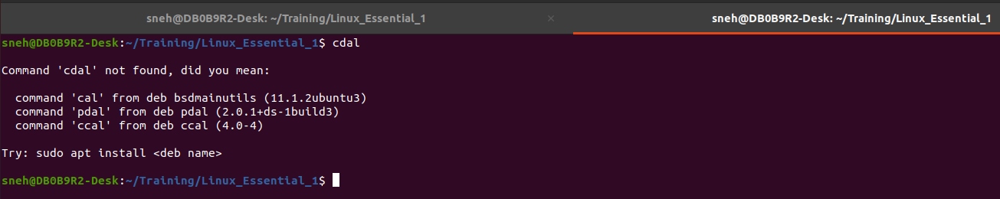 sneh@DB0B9R2-Desk: ~/Training/Linux_Essential_1 × sneh@DB0B9R2-Desk: ~/Training/Linux_Essential_1
sneh@DB0B9R2-Desk:~/Training/Linux_Essential_1$ cdal
Command 'cdal' not found, did you mean:
command 'cal' from deb bsdmainutils (11.1.2ubuntu3)
command 'pdal' from deb pdal (2.0.1+ds-1build3)
command 'ccal' from deb ccal (4.0-4)
Try: sudo apt install <deb name>
sneh@DB0B9R2-Desk:~/Training/Linux_Essential_1$